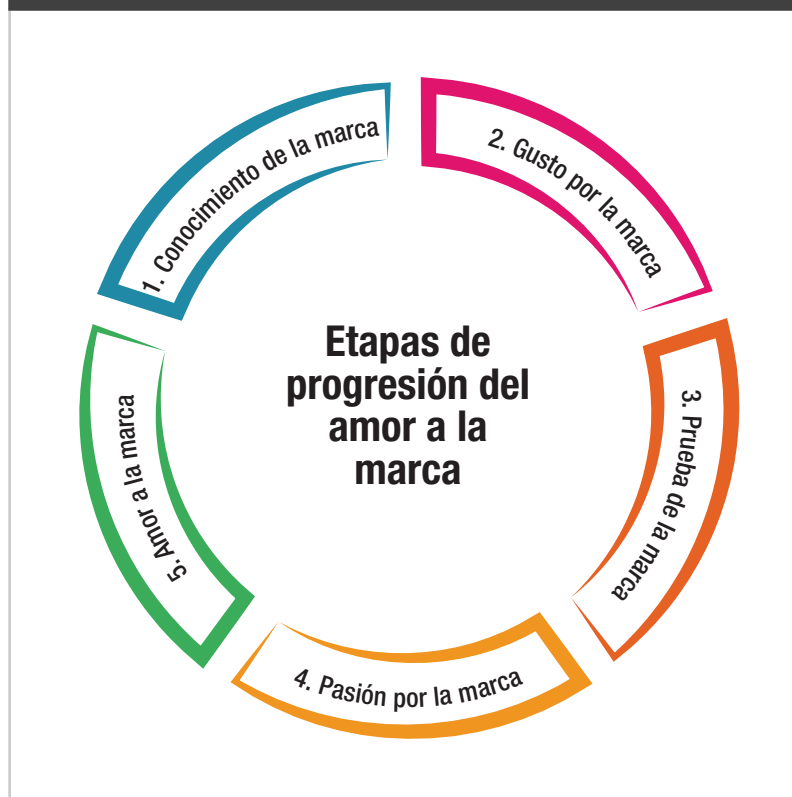 Etapas de
progresión del
amor a la
marca
1. Conocimiento de la marca
2. Gusto por la marca
3. Prueba de la marca
4. Pasión por la marca
5. Amor a la marca